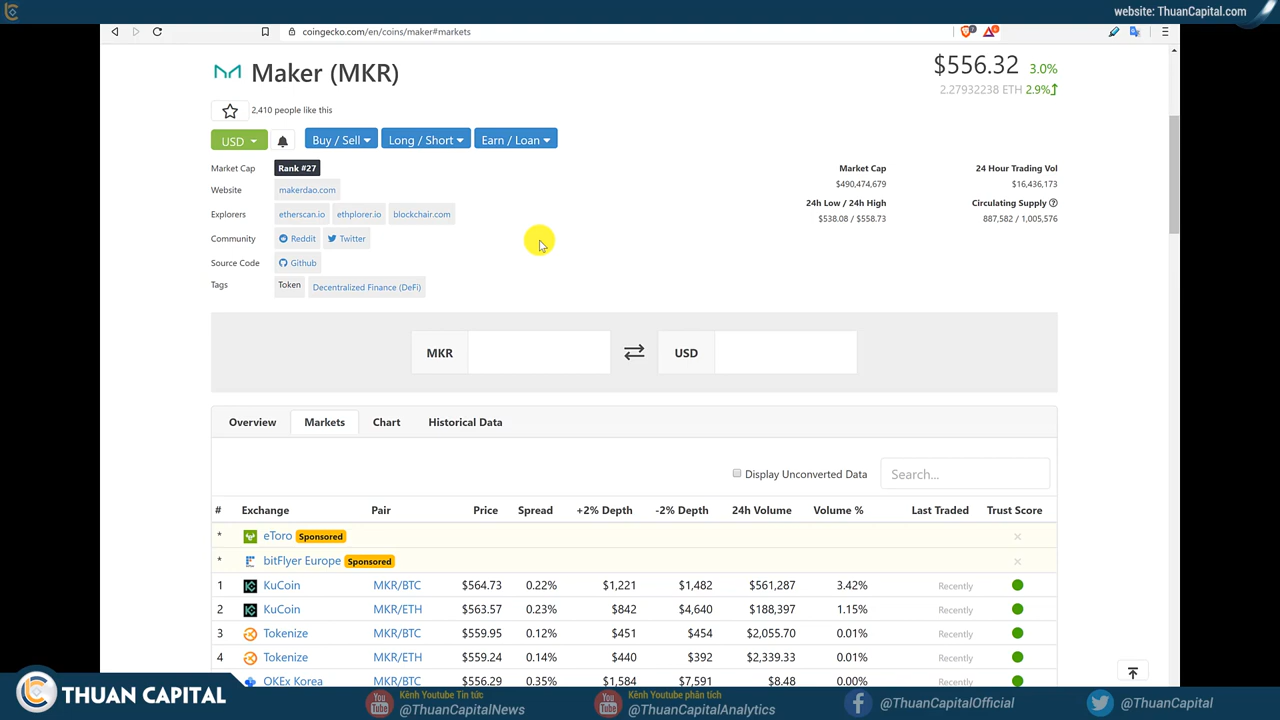 website: ThuanCapital.com
coingecko.com/en/coins/maker#markets
Maker (MKR)
$556.32 3.0%
2.27932238 ETH 2.9%
2,410 people like this
USD
Buy / Sell
Long / Short
Earn / Loan
Market Cap Rank #27
Website makerdao.com
Explorers etherscan.io ethplorer.io blockchair.com
Community Reddit Twitter
Source Code Github
Tags Token Decentralized Finance (DeFi)
Market Cap
$490,474,679
24 Hour Trading Vol
$16,436,173
24h Low / 24h High
$538.08 / $558.73
Circulating Supply
887,582 / 1,005,576
MKR
USD
Overview Markets Chart Historical Data
Display Unconverted Data Search...
# Exchange Pair Price Spread +2% Depth -2% Depth 24h Volume Volume % Last Traded Trust Score
* eToro Sponsored
* bitFlyer Europe Sponsored
1 KuCoin MKR/BTC $564.73 0.22% $1,221 $1,482 $561,287 3.42% Recently
2 KuCoin MKR/ETH $563.57 0.23% $842 $4,640 $188,397 1.15% Recently
3 Tokenize MKR/BTC $559.95 0.12% $451 $454 $2,055.70 0.01% Recently
4 Tokenize MKR/ETH $559.24 0.14% $440 $392 $2,339.33 0.01% Recently
OKEx Korea MKR/BTC $556.29 0.35% $1,584 $7,591 $8.48 0.00% Recently
THUAN CAPITAL
Kênh Youtube Tin tức
@ThuanCapitalNews
Kênh Youtube phân tích
@ThuanCapitalAnalytics
@ThuanCapitalOfficial
@ThuanCapital